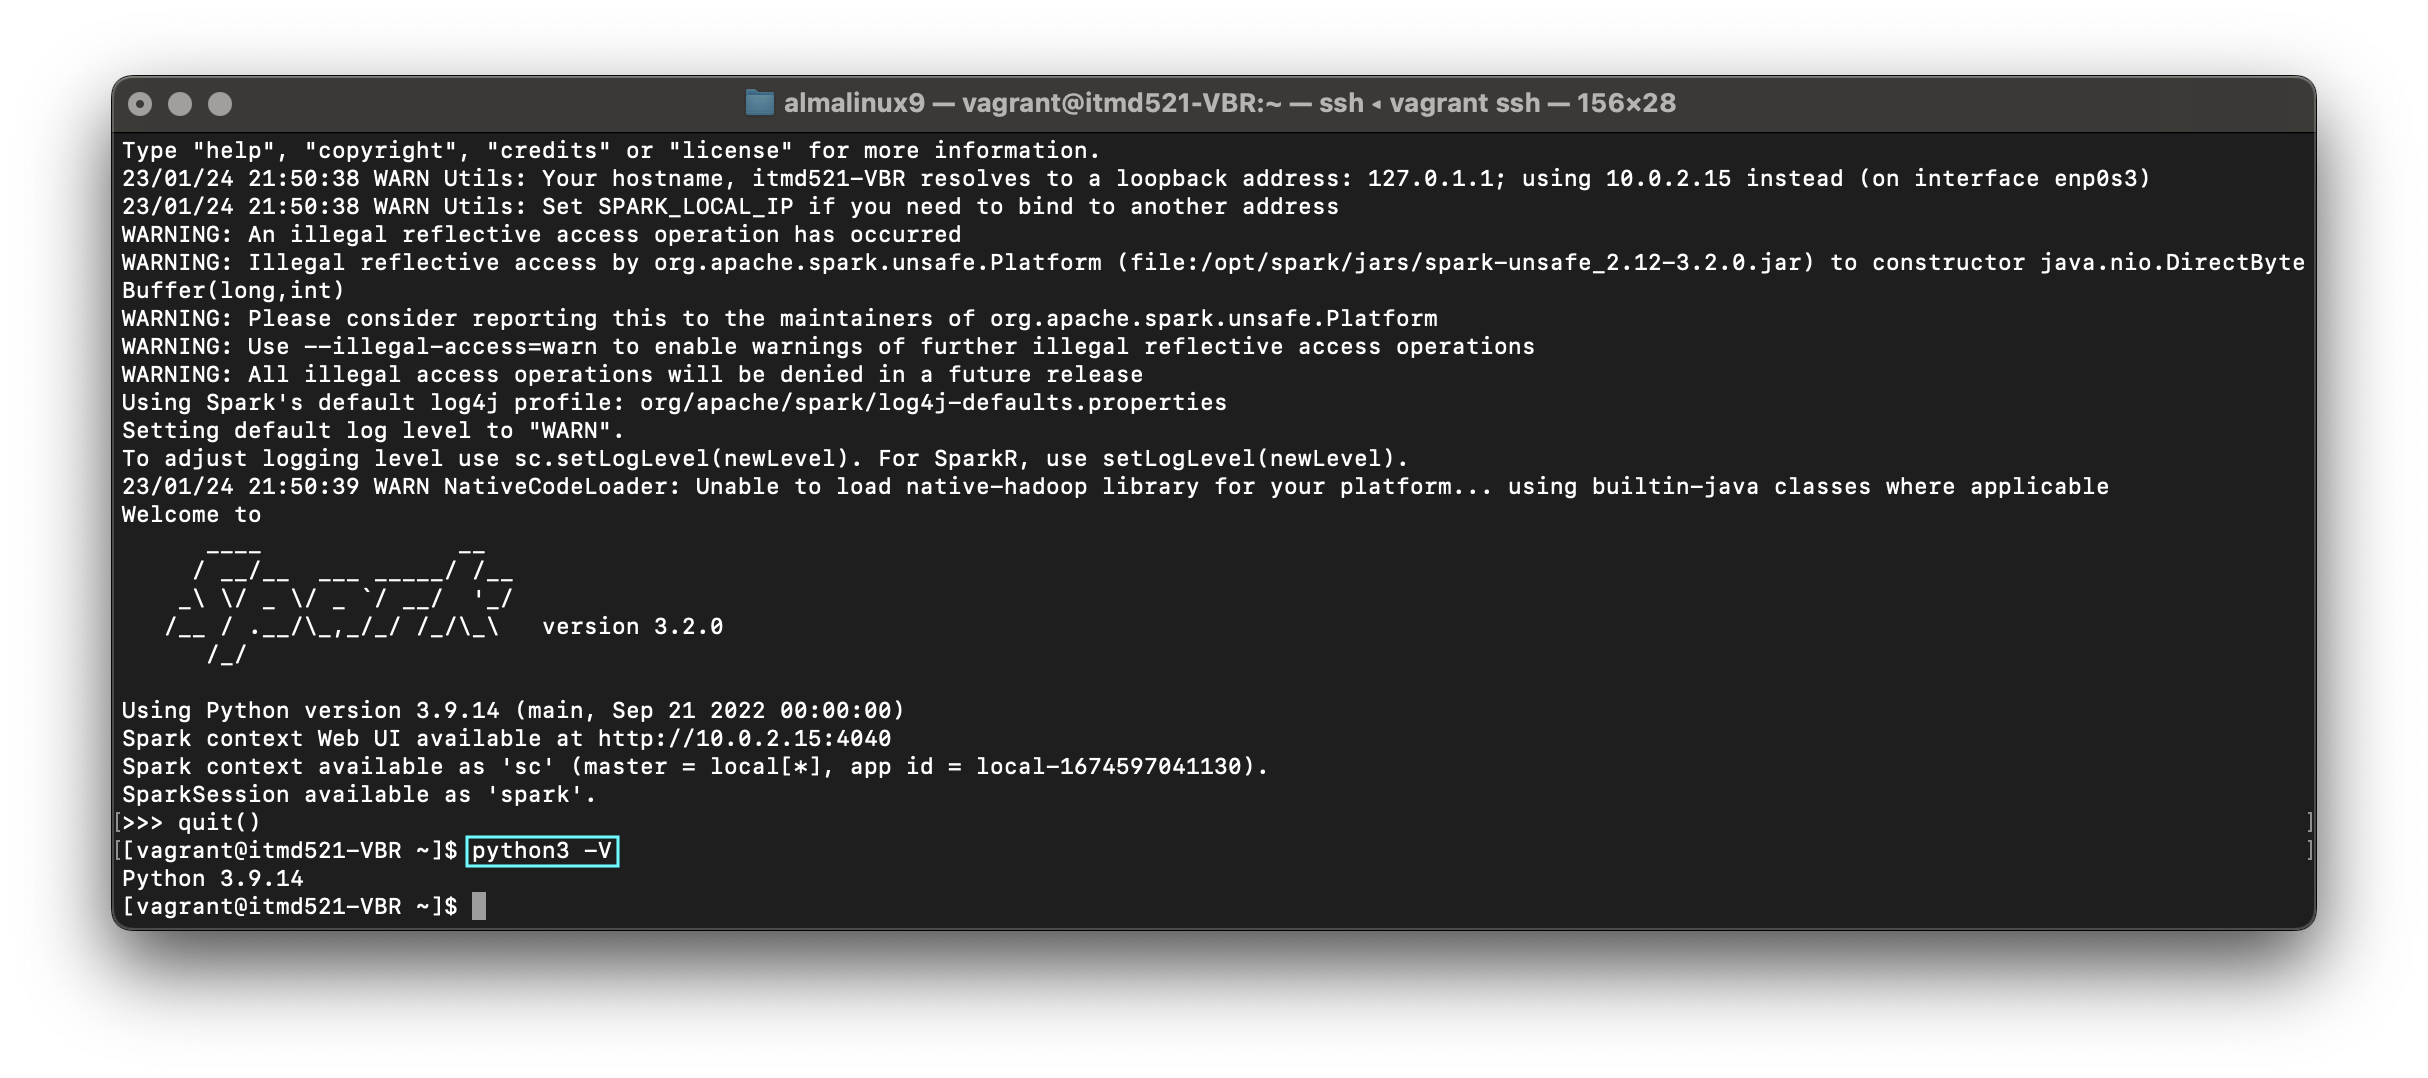 almalinux9 — vagrant@itmd521-VBR:~ — ssh ◂ vagrant ssh — 156×28
Type "help", "copyright", "credits" or "license" for more information.
23/01/24 21:50:38 WARN Utils: Your hostname, itmd521-VBR resolves to a loopback address: 127.0.1.1; using 10.0.2.15 instead (on interface enp0s3)
23/01/24 21:50:38 WARN Utils: Set SPARK_LOCAL_IP if you need to bind to another address
WARNING: An illegal reflective access operation has occurred
WARNING: Illegal reflective access by org.apache.spark.unsafe.Platform (file:/opt/spark/jars/spark-unsafe_2.12-3.2.0.jar) to constructor java.nio.DirectByte
Buffer(long,int)
WARNING: Please consider reporting this to the maintainers of org.apache.spark.unsafe.Platform
WARNING: Use --illegal-access=warn to enable warnings of further illegal reflective access operations
WARNING: All illegal access operations will be denied in a future release
Using Spark's default log4j profile: org/apache/spark/log4j-defaults.properties
Setting default log level to "WARN".
To adjust logging level use sc.setLogLevel(newLevel). For SparkR, use setLogLevel(newLevel).
23/01/24 21:50:39 WARN NativeCodeLoader: Unable to load native-hadoop library for your platform... using builtin-java classes where applicable
Welcome to
      ____              __
     / __/__  ___ _____/ /__
    _\ \/ _ \/ _ `/ __/  '_/
   /__ / .__/\_,_/_/ /_/\_\   version 3.2.0
      /_/
Using Python version 3.9.14 (main, Sep 21 2022 00:00:00)
Spark context Web UI available at http://10.0.2.15:4040
Spark context available as 'sc' (master = local[*], app id = local-1674597041130).
SparkSession available as 'spark'.
[>>> quit() ]
[[vagrant@itmd521-VBR ~]$ python3 -V ]
Python 3.9.14
[vagrant@itmd521-VBR ~]$